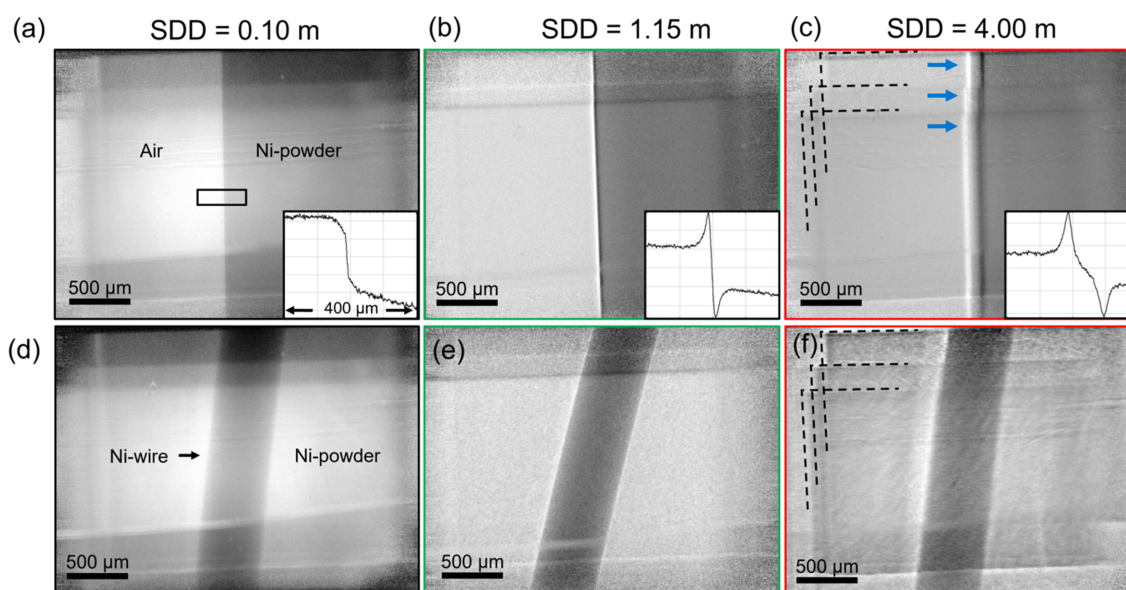 (a) SDD = 0.10 m (b) SDD = 1.15 m (c) SDD = 4.00 m
Air Ni-powder
400 µm
500 µm 500 µm 500 µm
(d) (e) (f)
Ni-wire Ni-powder
500 µm 500 µm 500 µm